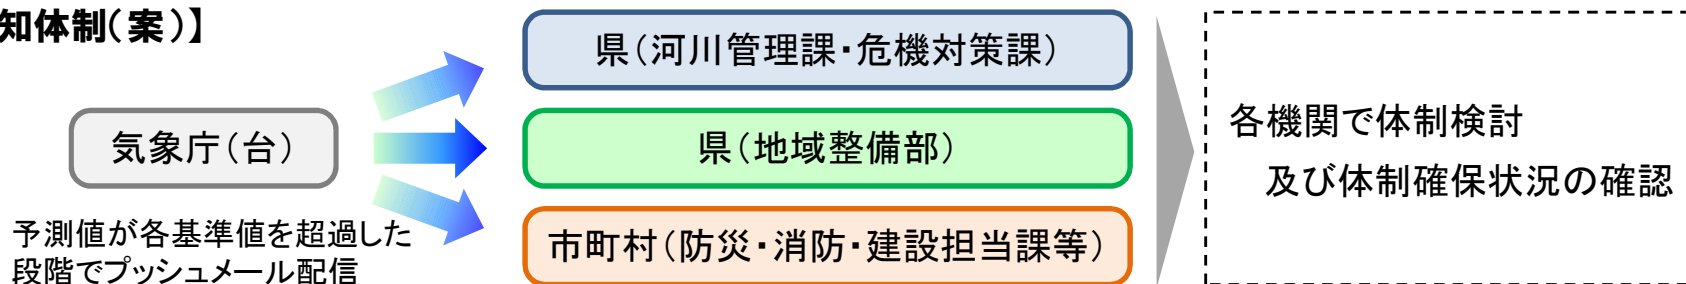 知体制(案)】
県(河川管理課・危機対策課)
気象庁(台)
県(地域整備部)
市町村(防災・消防・建設担当課等)
予測値が各基準値を超過した
段階でプッシュメール配信
各機関で体制検討
及び体制確保状況の確認